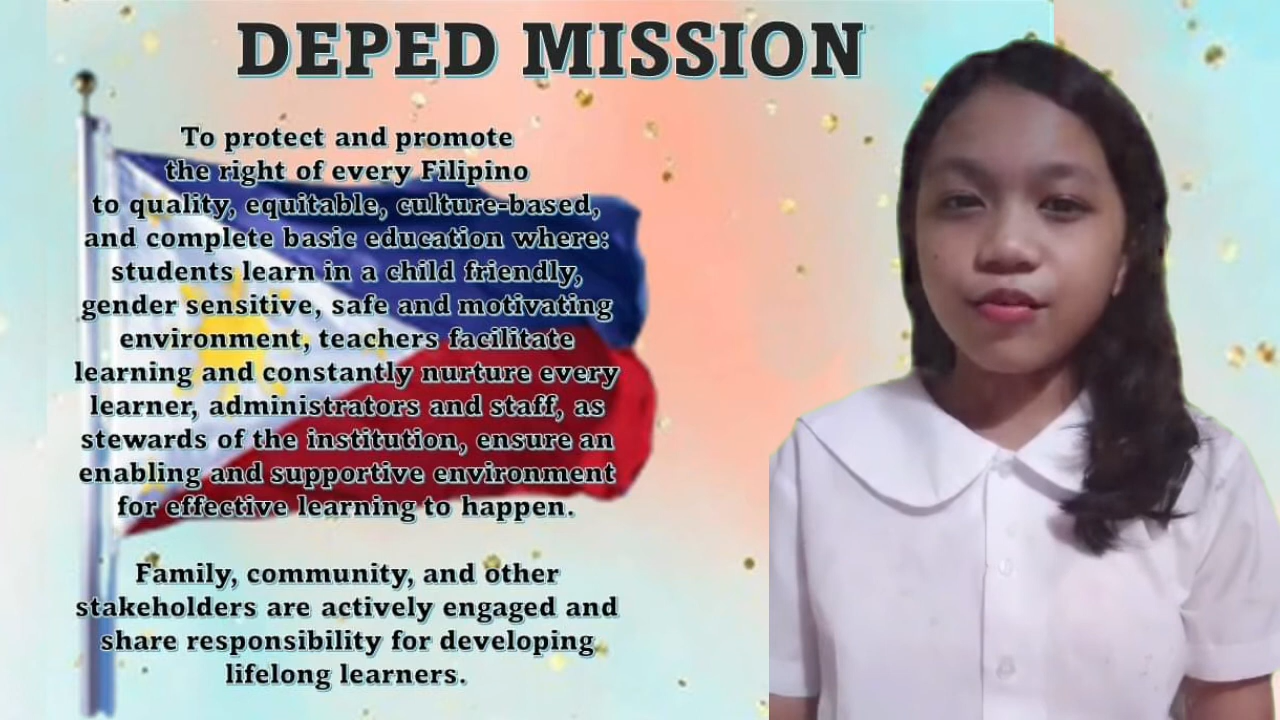 DEPED MISSION
To protect and promote
the right of every Filipino
to quality, equitable, culture-based,
and complete basic education where:
students learn in a child friendly,
gender sensitive, safe and motivating
environment, teachers facilitate
learning and constantly nurture every
learner, administrators and staff, as
stewards of the institution, ensure an
enabling and supportive environment
for effective learning to happen.
Family, community, and other
stakeholders are actively engaged and
share responsibility for developing
lifelong learners.